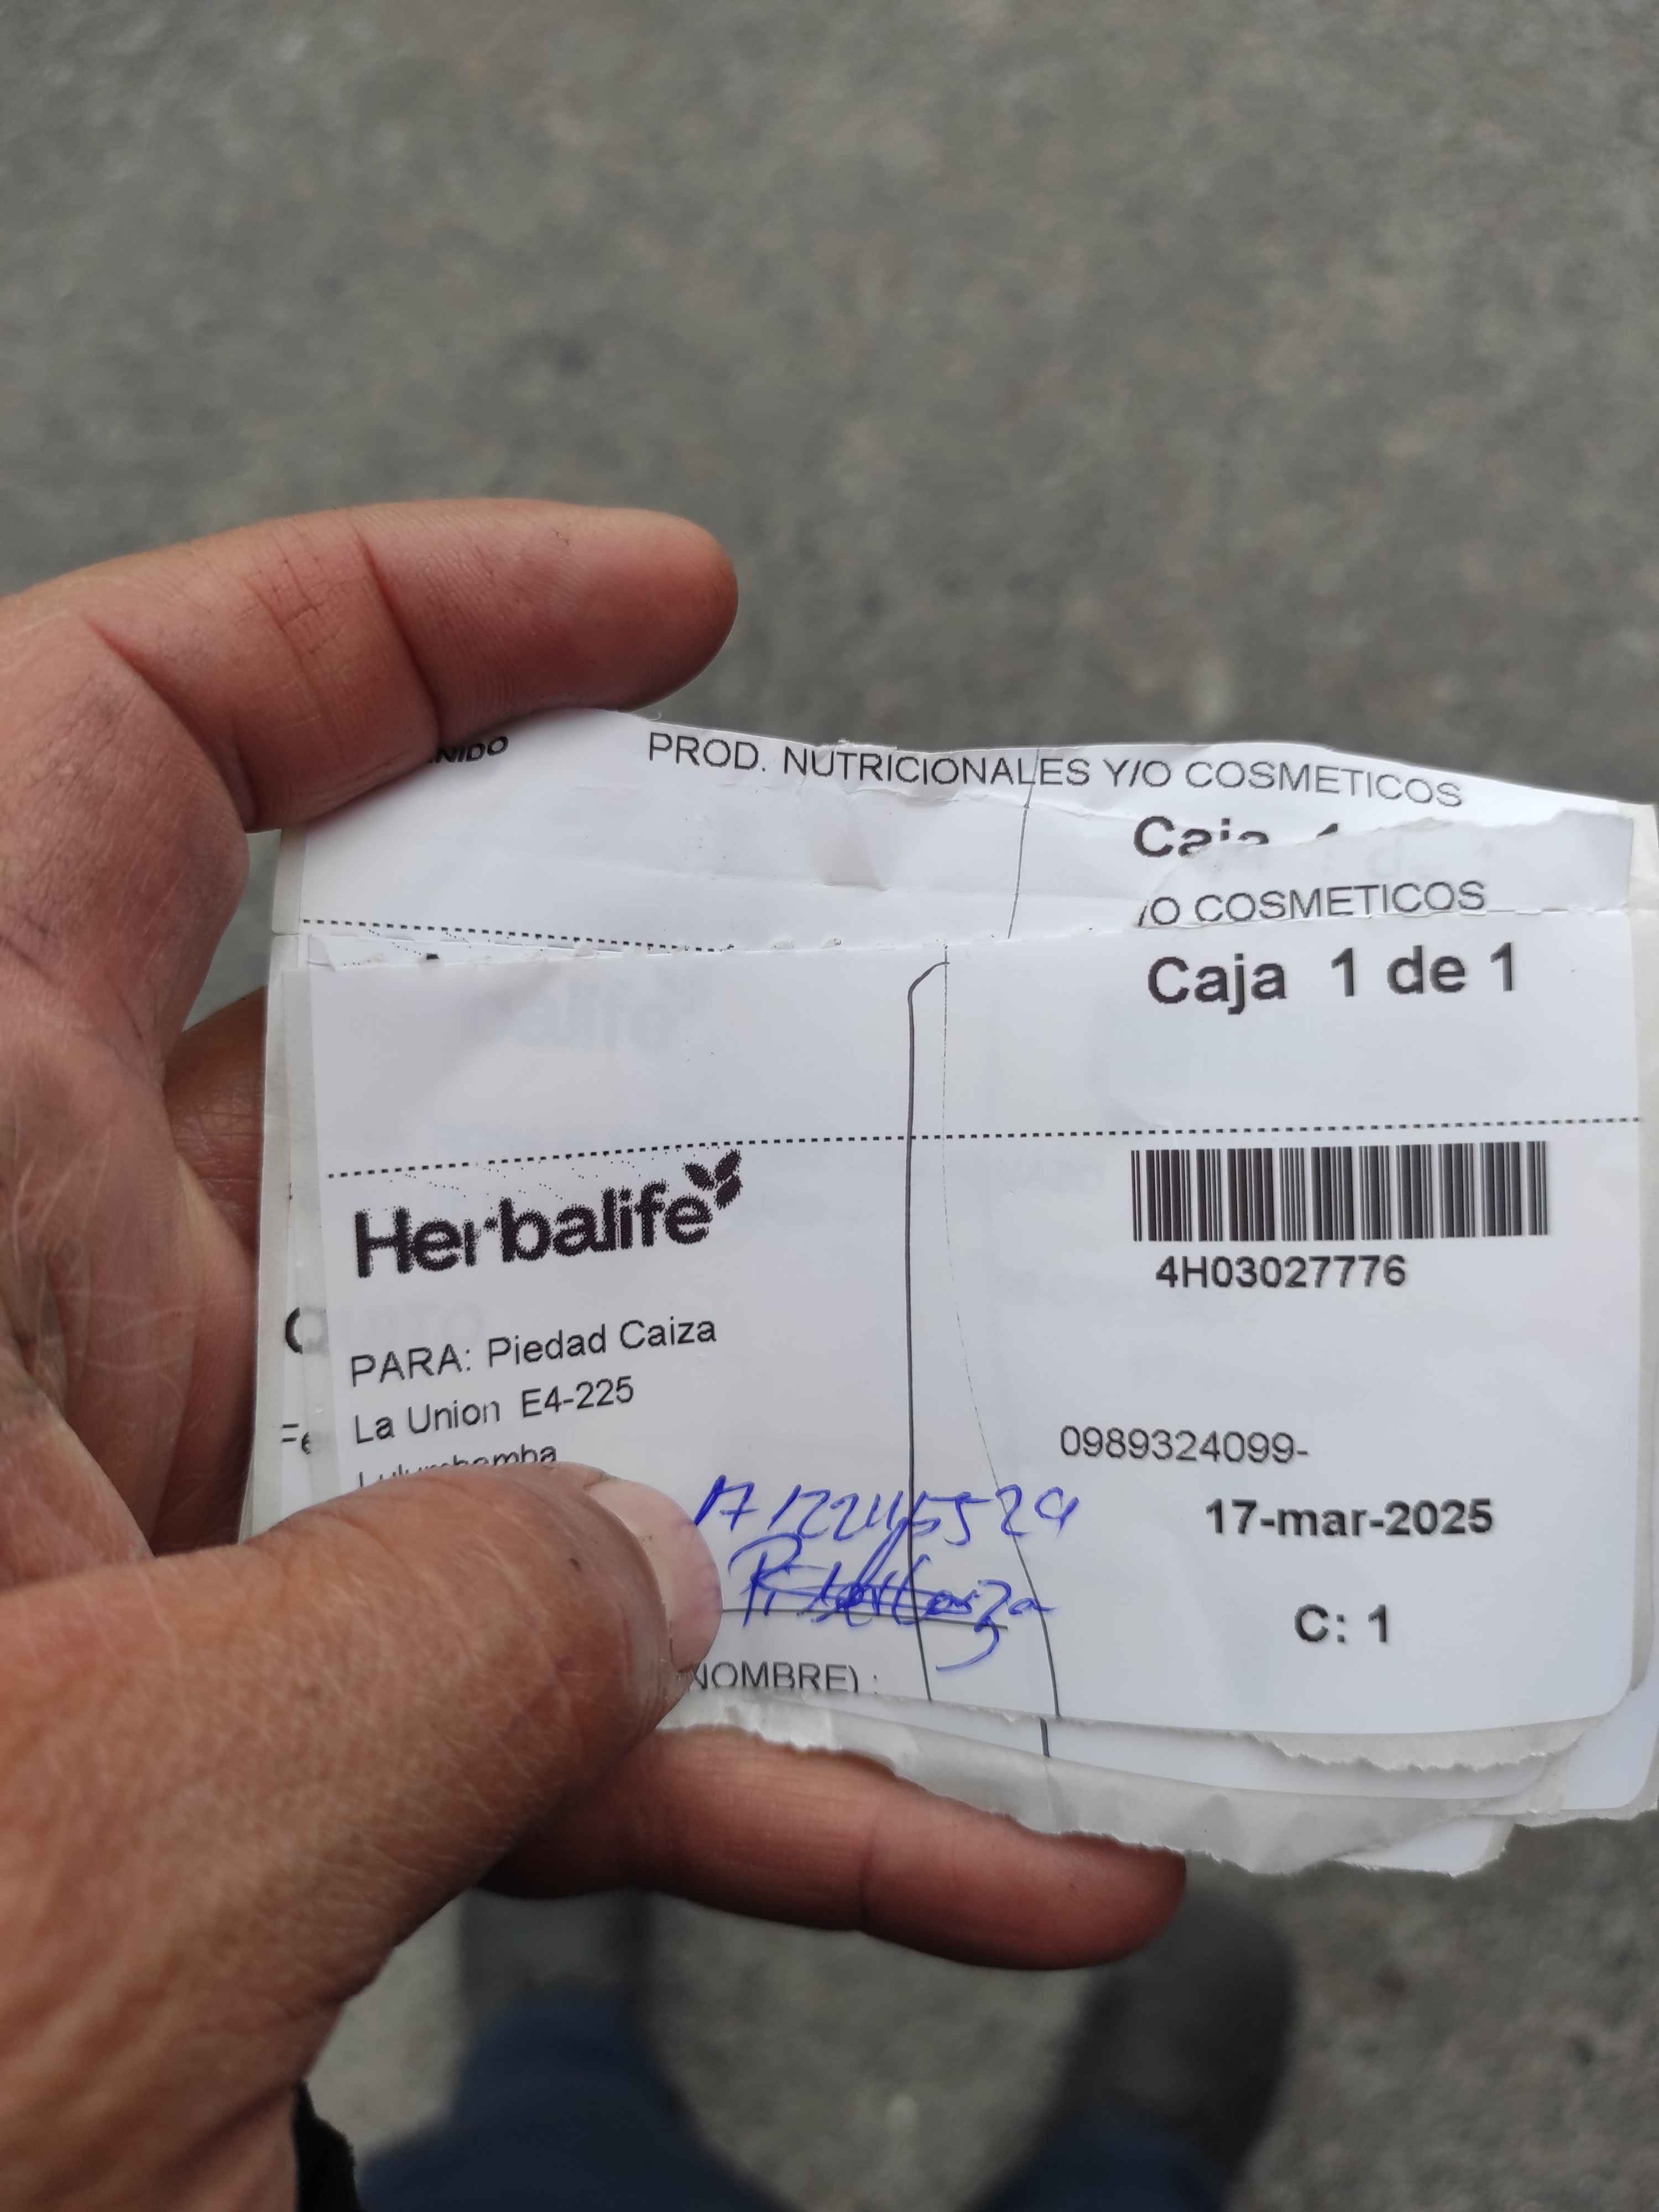 NIDO PROD. NUTRICIONALES Y/O COSMETICOS
Caja
/O COSMETICOS
Caja 1 de 1
Herbalife
4H03027776
PARA: Piedad Caiza
La Union E4-225
0989324099-
17-mar-2025
C: 1
NOMBRE) :